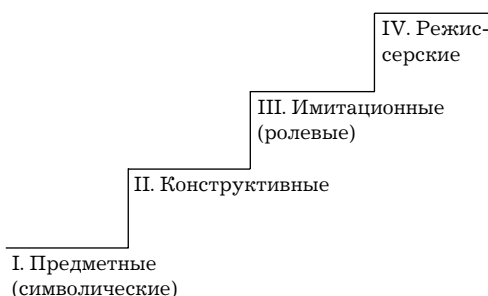 IV. Режис-
серские
III. Имитационные
(ролевые)
II. Конструктивные
I. Предметные
(символические)